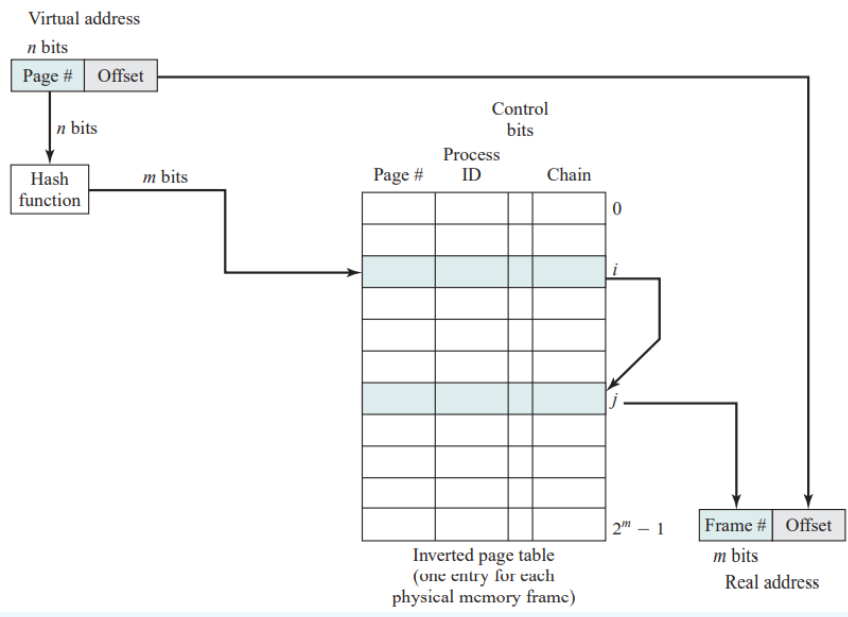 Virtual address
n bits
Page # Offset
n bits
Hash
function
m bits
Control
bits
Process
ID
Page #
Chain
0
i
j
2^m − 1
Inverted page table
(one entry for each
physical memory frame)
Frame # Offset
m bits
Real address